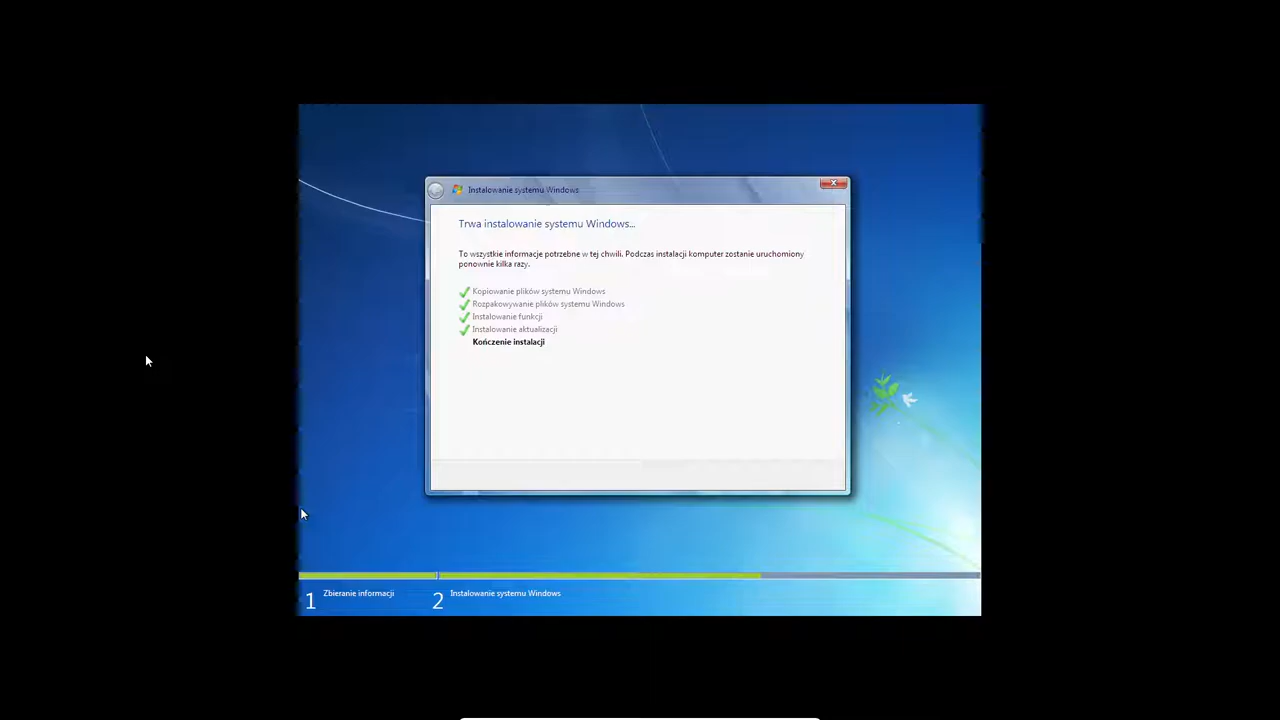 Instalowanie systemu Windows
Trwa instalowanie systemu Windows...
To wszystkie informacje potrzebne w tej chwili. Podczas instalacji komputer zostanie uruchomiony
ponownie kilka razy.
Kopiowanie plików systemu Windows
Rozpakowywanie plików systemu Windows
Instalowanie funkcji
Instalowanie aktualizacji
Kończenie instalacji
1 Zbieranie informacji 2 Instalowanie systemu Windows